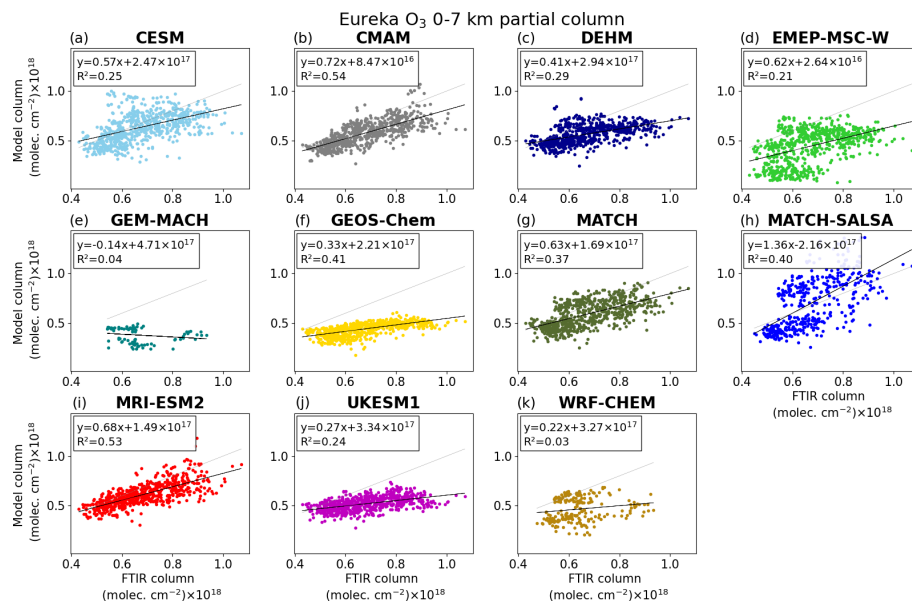 Eureka O₃ 0-7 km partial column
(a) CESM
y=0.57x+2.47×10¹⁷
R²=0.25
Model column
(molec. cm⁻²)×10¹⁸
1.0
0.5
0.4 0.6 0.8 1.0
(b) CMAM
y=0.72x+8.47×10¹⁶
R²=0.54
1.0
0.5
0.4 0.6 0.8 1.0
(c) DEHM
y=0.41x+2.94×10¹⁷
R²=0.29
1.0
0.5
0.4 0.6 0.8 1.0
(d) EMEP-MSC-W
y=0.62x+2.64×10¹⁶
R²=0.21
1.0
0.5
0.4 0.6 0.8 1.0
(e) GEM-MACH
y=-0.14x+4.71×10¹⁷
R²=0.04
Model column
(molec. cm⁻²)×10¹⁸
1.0
0.5
0.4 0.6 0.8 1.0
(f) GEOS-Chem
y=0.33x+2.21×10¹⁷
R²=0.41
1.0
0.5
0.4 0.6 0.8 1.0
(g) MATCH
y=0.63x+1.69×10¹⁷
R²=0.37
1.0
0.5
0.4 0.6 0.8 1.0
(h) MATCH-SALSA
y=1.36x-2.16×10¹⁷
R²=0.40
1.0
0.5
0.4 0.6 0.8 1.0
FTIR column
(molec. cm⁻²)×10¹⁸
(i) MRI-ESM2
y=0.68x+1.49×10¹⁷
R²=0.53
Model column
(molec. cm⁻²)×10¹⁸
1.0
0.5
0.4 0.6 0.8 1.0
FTIR column
(molec. cm⁻²)×10¹⁸
(j) UKESM1
y=0.27x+3.34×10¹⁷
R²=0.24
1.0
0.5
0.4 0.6 0.8 1.0
FTIR column
(molec. cm⁻²)×10¹⁸
(k) WRF-CHEM
y=0.22x+3.27×10¹⁷
R²=0.03
1.0
0.5
0.4 0.6 0.8 1.0
FTIR column
(molec. cm⁻²)×10¹⁸